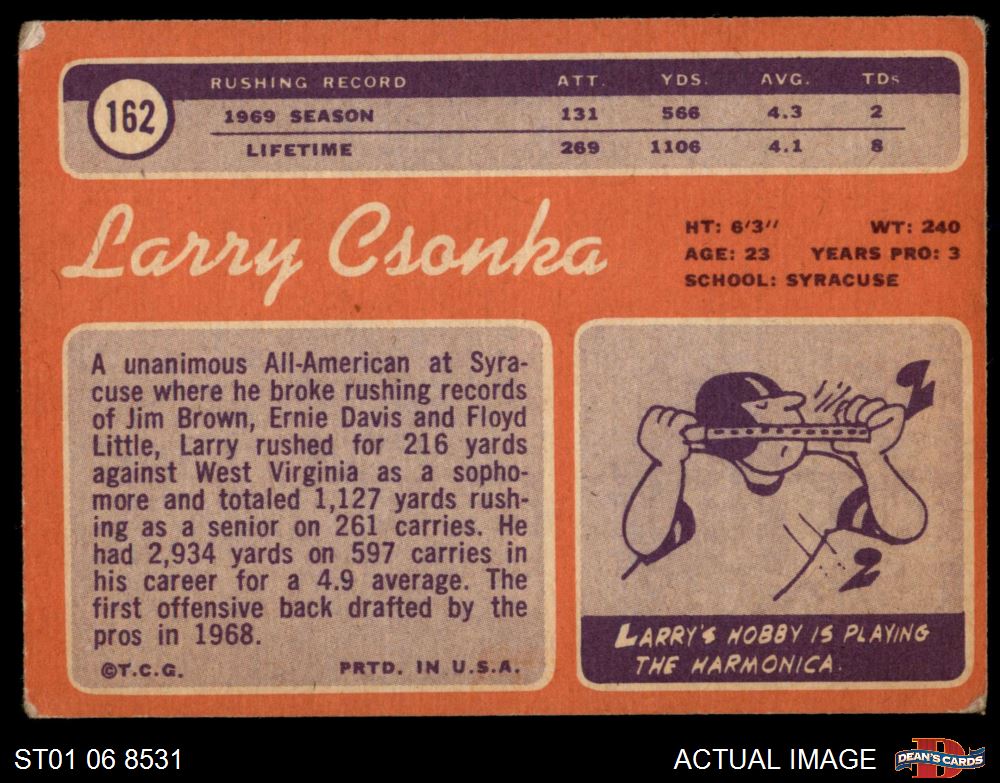 162
RUSHING RECORD ATT. YDS. AVG. TDs
1969 SEASON 131 566 4.3 2
LIFETIME 269 1106 4.1 8
Larry Csonka
HT: 6'3" WT: 240
AGE: 23 YEARS PRO: 3
SCHOOL: SYRACUSE
A unanimous All-American at Syra-
cuse where he broke rushing records
of Jim Brown, Ernie Davis and Floyd
Little, Larry rushed for 216 yards
against West Virginia as a sopho-
more and totaled 1,127 yards rush-
ing as a senior on 261 carries. He
had 2,934 yards on 597 carries in
his career for a 4.9 average. The
first offensive back drafted by the
pros in 1968.
©T.C.G. PRTD. IN U.S.A.
LARRY'S HOBBY IS PLAYING
THE HARMONICA.
ST01 06 8531
ACTUAL IMAGE
D
DEAN'S CARDS